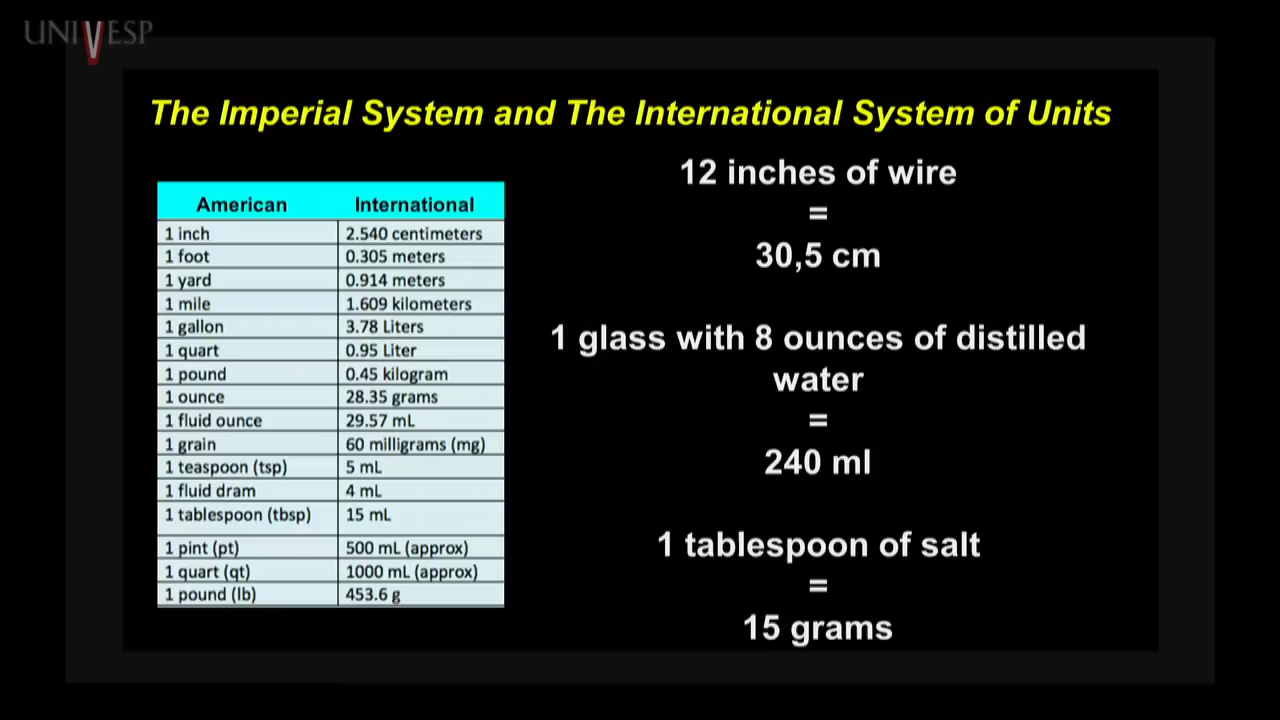 UNIVESP
The Imperial System and The International System of Units
American International
1 inch 2.540 centimeters
1 foot 0.305 meters
1 yard 0.914 meters
1 mile 1.609 kilometers
1 gallon 3.78 Liters
1 quart 0.95 Liter
1 pound 0.45 kilogram
1 ounce 28.35 grams
1 fluid ounce 29.57 mL
1 grain 60 milligrams (mg)
1 teaspoon (tsp) 5 mL
1 fluid dram 4 mL
1 tablespoon (tbsp) 15 mL
1 pint (pt) 500 mL (approx)
1 quart (qt) 1000 mL (approx)
1 pound (lb) 453.6 g
12 inches of wire
=
30,5 cm
1 glass with 8 ounces of distilled
water
=
240 ml
1 tablespoon of salt
=
15 grams